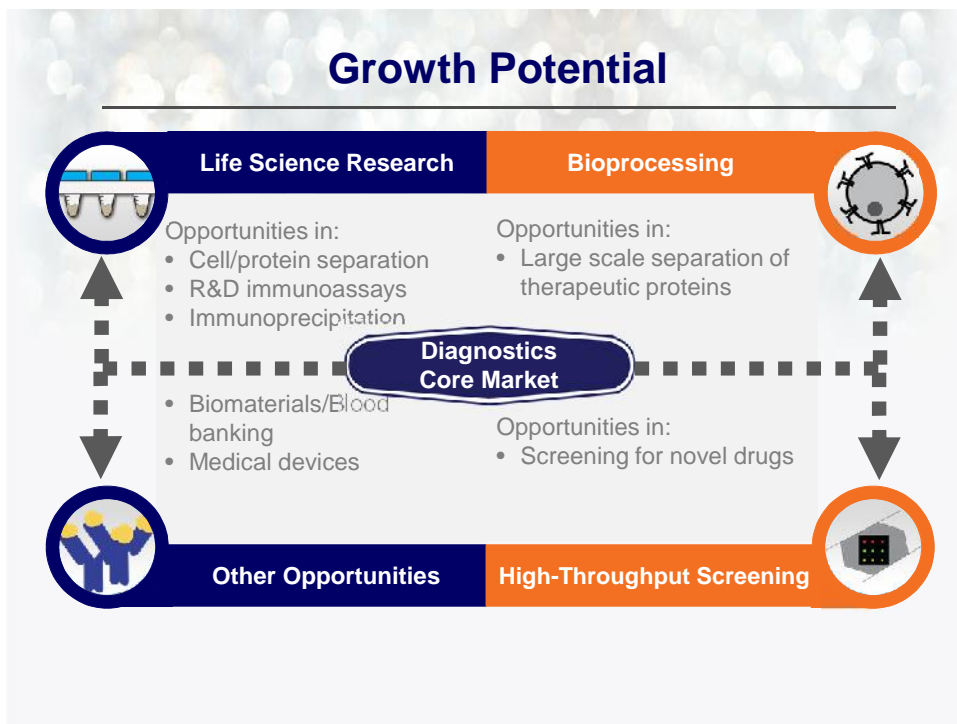 Growth Potential
Life Science Research
Bioprocessing
Opportunities in:
• Cell/protein separation
• R&D immunoassays
• Immunoprecipitation
Opportunities in:
• Large scale separation of
therapeutic proteins
Diagnostics
Core Market
• Biomaterials/Blood
banking
• Medical devices
Opportunities in:
• Screening for novel drugs
Other Opportunities
High-Throughput Screening